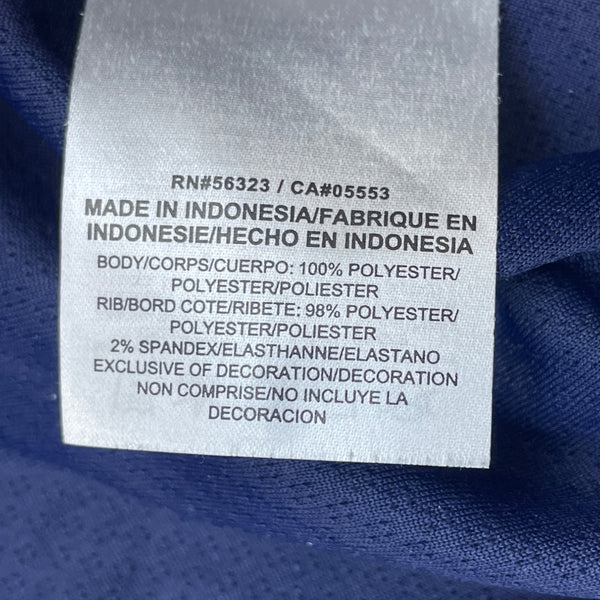 RN#56323 / CA#05553
MADE IN INDONESIA/FABRIQUE EN
INDONESIE/HECHO EN INDONESIA
BODY/CORPS/CUERPO: 100% POLYESTER/
POLYESTER/POLIESTER
RIB/BORD COTE/RIBETE: 98% POLYESTER/
POLYESTER/POLIESTER
2% SPANDEX/ELASTHANNE/ELASTANO
EXCLUSIVE OF DECORATION/DECORATION
NON COMPRISE/NO INCLUYE LA
DECORACION